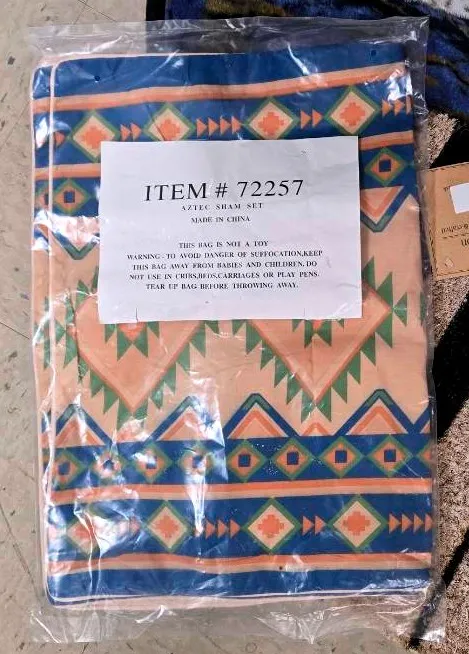 ITEM # 72257
AZTEC SHAM SET
MADE IN CHINA
THIS BAG IS NOT A TOY
WARNING : TO AVOID DANGER OF SUFFOCATION,KEEP
THIS BAG AWAY FROM BABIES AND CHILDREN. DO
NOT USE IN CRIBS,BEDS,CARRIAGES OR PLAY PENS.
TEAR UP BAG BEFORE THROWING AWAY.